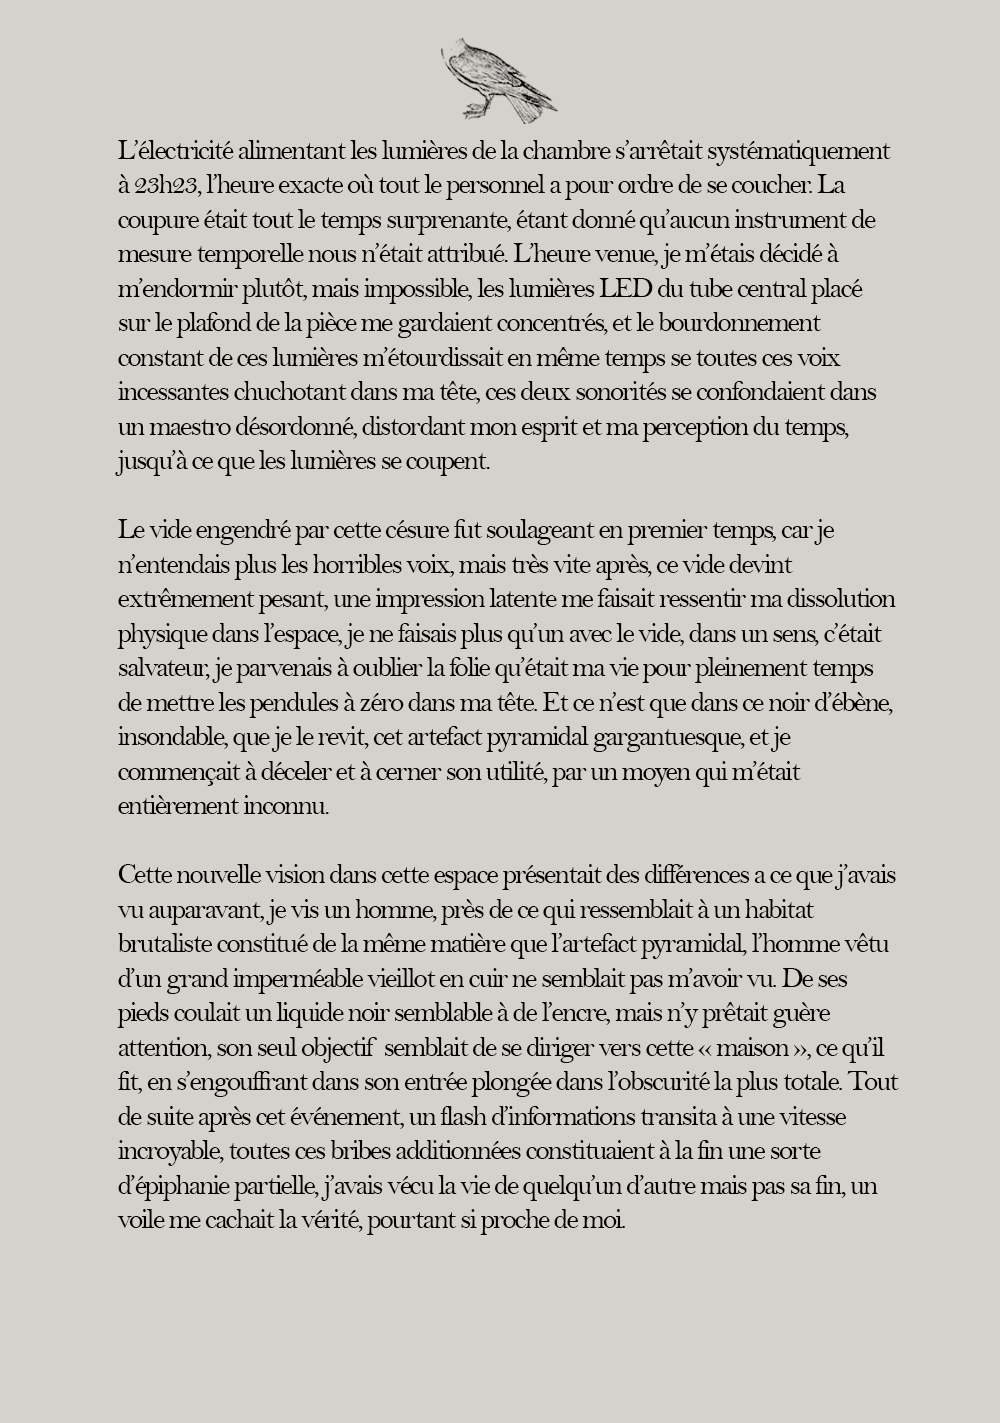 L’électricité alimentant les lumières de la chambre s’arrêtait systématiquement
à 23h23, l’heure exacte où tout le personnel a pour ordre de se coucher. La
coupure était tout le temps surprenante, étant donné qu’aucun instrument de
mesure temporelle nous n’était attribué. L’heure venue, je m’étais décidé à
m’endormir plutôt, mais impossible, les lumières LED du tube central placé
sur le plafond de la pièce me gardaient concentrés, et le bourdonnement
constant de ces lumières m’étourdissait en même temps se toutes ces voix
incessantes chuchotant dans ma tête, ces deux sonorités se confondaient dans
un maestro désordonné, distordant mon esprit et ma perception du temps,
jusqu’à ce que les lumières se coupent.

Le vide engendré par cette césure fut soulageant en premier temps, car je
n’entendais plus les horribles voix, mais très vite après, ce vide devint
extrêmement pesant, une impression latente me faisait ressentir ma dissolution
physique dans l’espace, je ne faisais plus qu’un avec le vide, dans un sens, c’était
salvateur, je parvenais à oublier la folie qu’était ma vie pour pleinement temps
de mettre les pendules à zéro dans ma tête. Et ce n’est que dans ce noir d’ébène,
insondable, que je le revit, cet artefact pyramidal gargantuesque, et je
commençait à déceler et à cerner son utilité, par un moyen qui m’était
entièrement inconnu.

Cette nouvelle vision dans cette espace présentait des différences a ce que j’avais
vu auparavant, je vis un homme, près de ce qui ressemblait à un habitat
brutaliste constitué de la même matière que l’artefact pyramidal, l’homme vêtu
d’un grand imperméable vieillot en cuir ne semblait pas m’avoir vu. De ses
pieds coulait un liquide noir semblable à de l’encre, mais n’y prêtait guère
attention, son seul objectif  semblait de se diriger vers cette « maison », ce qu’il
fit, en s’engouffrant dans son entrée plongée dans l’obscurité la plus totale. Tout
de suite après cet événement, un flash d’informations transita à une vitesse
incroyable, toutes ces bribes additionnées constituaient à la fin une sorte
d’épiphanie partielle, j’avais vécu la vie de quelqu’un d’autre mais pas sa fin, un
voile me cachait la vérité, pourtant si proche de moi.